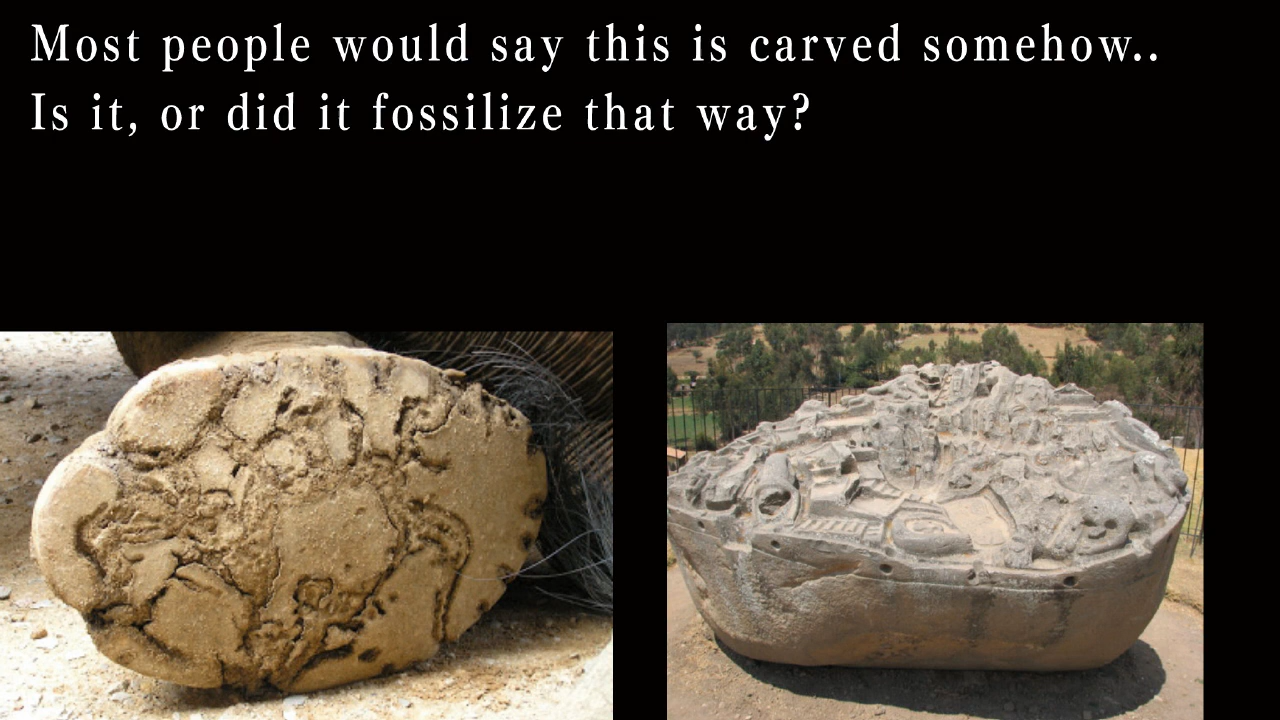 Most people would say this is carved somehow..
Is it, or did it fossilize that way?